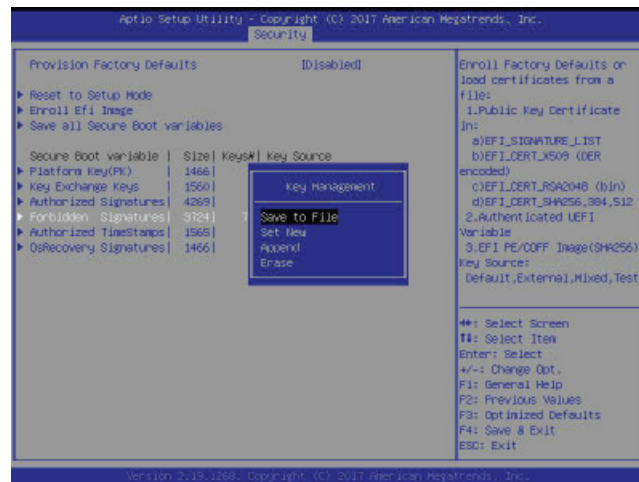 Aptio Setup Utility - Copyright (C) 2017 American Megatrends, Inc.
Security
Provision Factory Defaults [Disabled]
Reset to Setup Mode
Enroll Efi Image
Save all Secure Boot variables
Secure Boot variable | Size| Keys#| Key Source
Platform Key(PK) | 1466|
Key Exchange Keys | 1560|
Authorized Signatures| 4269|
Forbidden Signatures| 3724| 7
Authorized TimeStamps| 1565|
OsRecovery Signatures| 1466|
Key Management
Save to File
Set New
Append
Erase
Enroll Factory Defaults or
load certificates from a
file:
1.Public Key Certificate
in:
a)EFI_SIGNATURE_LIST
b)EFI_CERT_X509 (DER
encoded)
c)EFI_CERT_RSA2048 (bin)
d)EFI_CERT_SHA256,384,512
2.Authenticated UEFI
Variable
3.EFI PE/COFF Image(SHA256)
Key Source:
Default,External,Mixed,Test
→←: Select Screen
↑↓: Select Item
Enter: Select
+/-: Change Opt.
F1: General Help
F2: Previous Values
F3: Optimized Defaults
F4: Save & Exit
ESC: Exit
Version 2.19.1268. Copyright (C) 2017 American Megatrends, Inc.